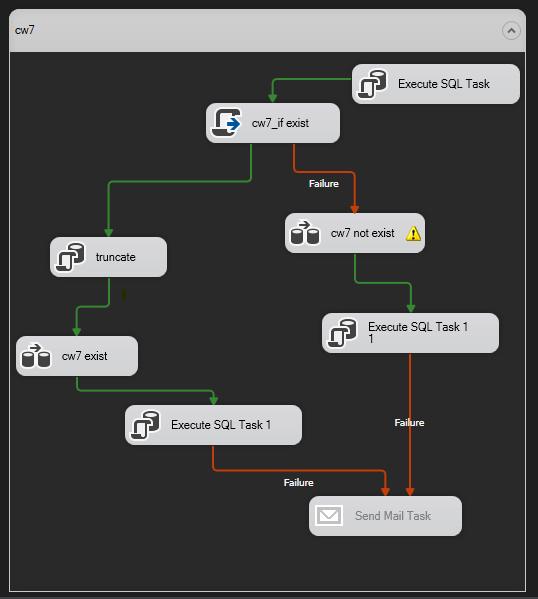 cw7
Execute SQL Task
cw7_if exist
Failure
cw7 not exist
truncate
Execute SQL Task 1
1
cw7 exist
Execute SQL Task 1
Failure
Failure
Send Mail Task